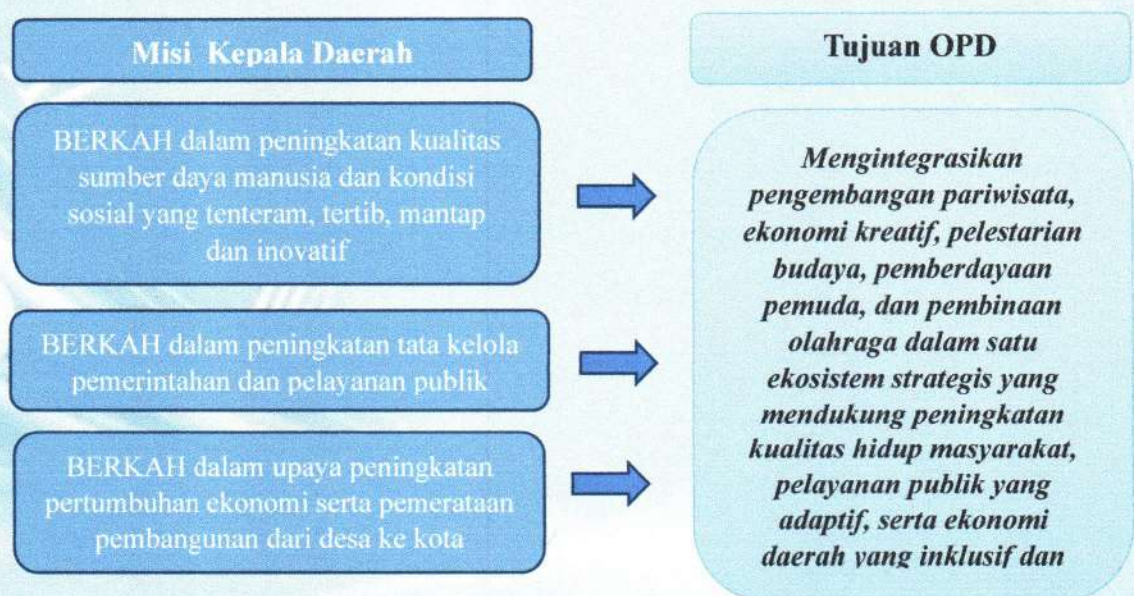 Misi Kepala Daerah
BERKAH dalam peningkatan kualitas
sumber daya manusia dan kondisi
sosial yang tenteram, tertib, mantap
dan inovatif
BERKAH dalam peningkatan tata kelola
pemerintahan dan pelayanan publik
BERKAH dalam upaya peningkatan
pertumbuhan ekonomi serta pemerataan
pembangunan dari desa ke kota
Tujuan OPD
Mengintegrasikan
pengembangan pariwisata,
ekonomi kreatif, pelestarian
budaya, pemberdayaan
pemuda, dan pembinaan
olahraga dalam satu
ekosistem strategis yang
mendukung peningkatan
kualitas hidup masyarakat,
pelayanan publik yang
adaptif, serta ekonomi
daerah yang inklusif dan